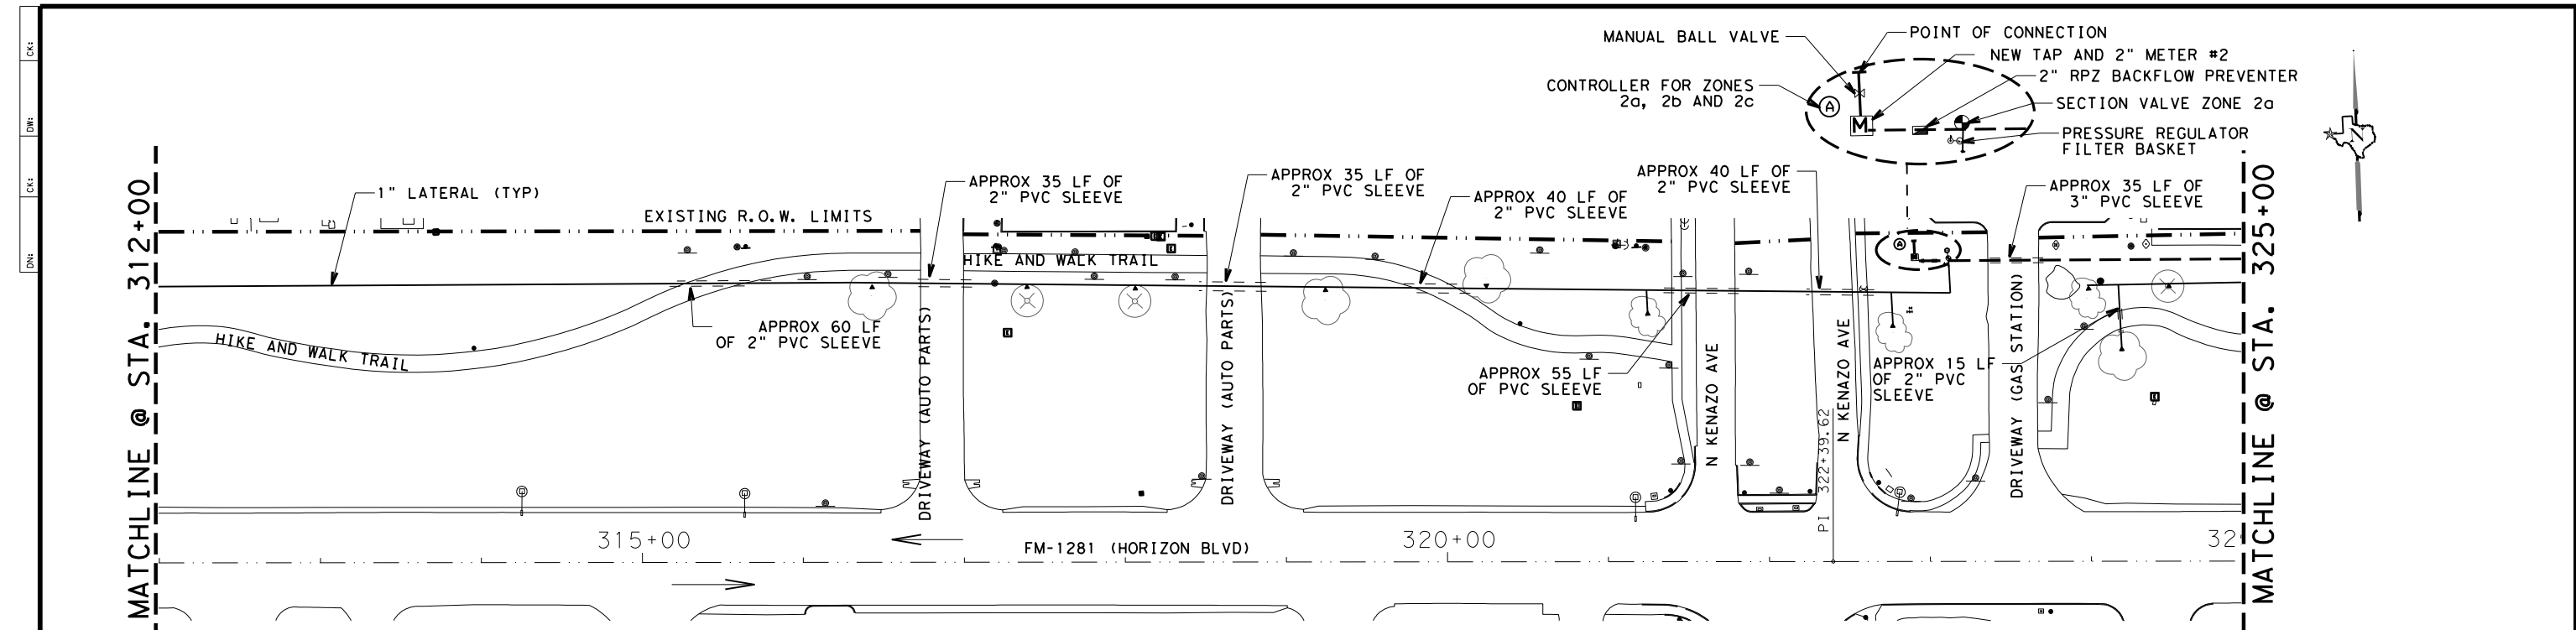 CK:
DW:
CK:
DN:
MANUAL BALL VALVE
POINT OF CONNECTION
NEW TAP AND 2" METER #2
2" RPZ BACKFLOW PREVENTER
CONTROLLER FOR ZONES
2a, 2b AND 2c
SECTION VALVE ZONE 2a
PRESSURE REGULATOR
FILTER BASKET
A
M
N
MATCHLINE @ STA. 312+00
1" LATERAL (TYP)
EXISTING R.O.W. LIMITS
APPROX 35 LF OF
2" PVC SLEEVE
APPROX 35 LF OF
2" PVC SLEEVE
APPROX 40 LF OF
2" PVC SLEEVE
APPROX 40 LF OF
2" PVC SLEEVE
APPROX 35 LF OF
3" PVC SLEEVE
MATCHLINE @ STA. 325+00
A
HIKE AND WALK TRAIL
HIKE AND WALK TRAIL
APPROX 60 LF
OF 2" PVC SLEEVE
DRIVEWAY (AUTO PARTS)
DRIVEWAY (AUTO PARTS)
APPROX 55 LF
OF PVC SLEEVE
N KENAZO AVE
N KENAZO AVE
PI 322+39.62
APPROX 15 LF
OF 2" PVC
SLEEVE
DRIVEWAY (GAS STATION)
315+00
FM-1281 (HORIZON BLVD)
320+00
32